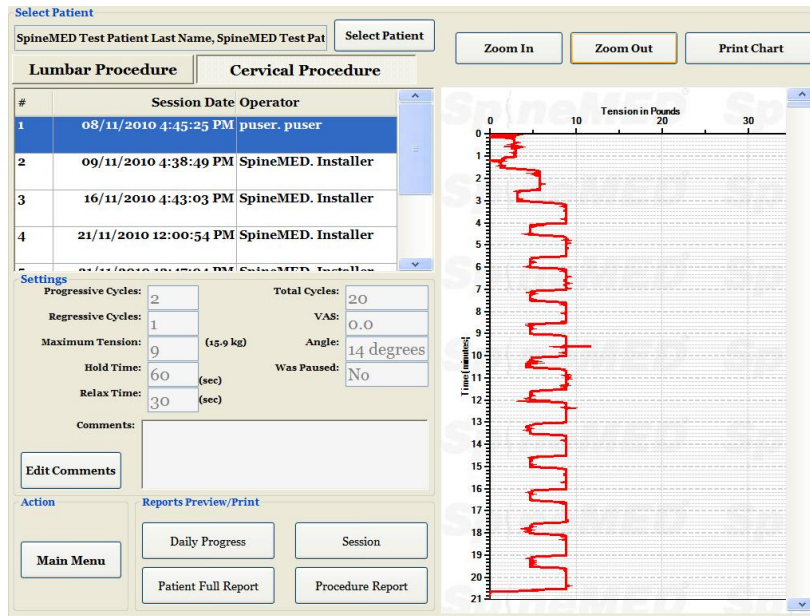 Select Patient
SpineMED Test Patient Last Name, SpineMED Test Pat
Select Patient
Zoom In
Zoom Out
Print Chart
Lumbar Procedure
Cervical Procedure
# Session Date Operator
1 08/11/2010 4:45:25 PM puser. puser
2 09/11/2010 4:38:49 PM SpineMED. Installer
3 16/11/2010 4:43:03 PM SpineMED. Installer
4 21/11/2010 12:00:54 PM SpineMED. Installer
Settings
Progressive Cycles: 2
Total Cycles: 20
Regressive Cycles: 1
VAS: 0.0
Maximum Tension: 9 (15.9 kg)
Angle: 14 degrees
Hold Time: 60 (sec)
Was Paused: No
Relax Time: 30 (sec)
Comments:
Edit Comments
Action
Main Menu
Reports Preview/Print
Daily Progress
Session
Patient Full Report
Procedure Report
SpineMED
Tension in Pounds
0 10 20 30
Time [minutes]
0
1
2
3
4
5
6
7
8
9
10
11
12
13
14
15
16
17
18
19
20
21